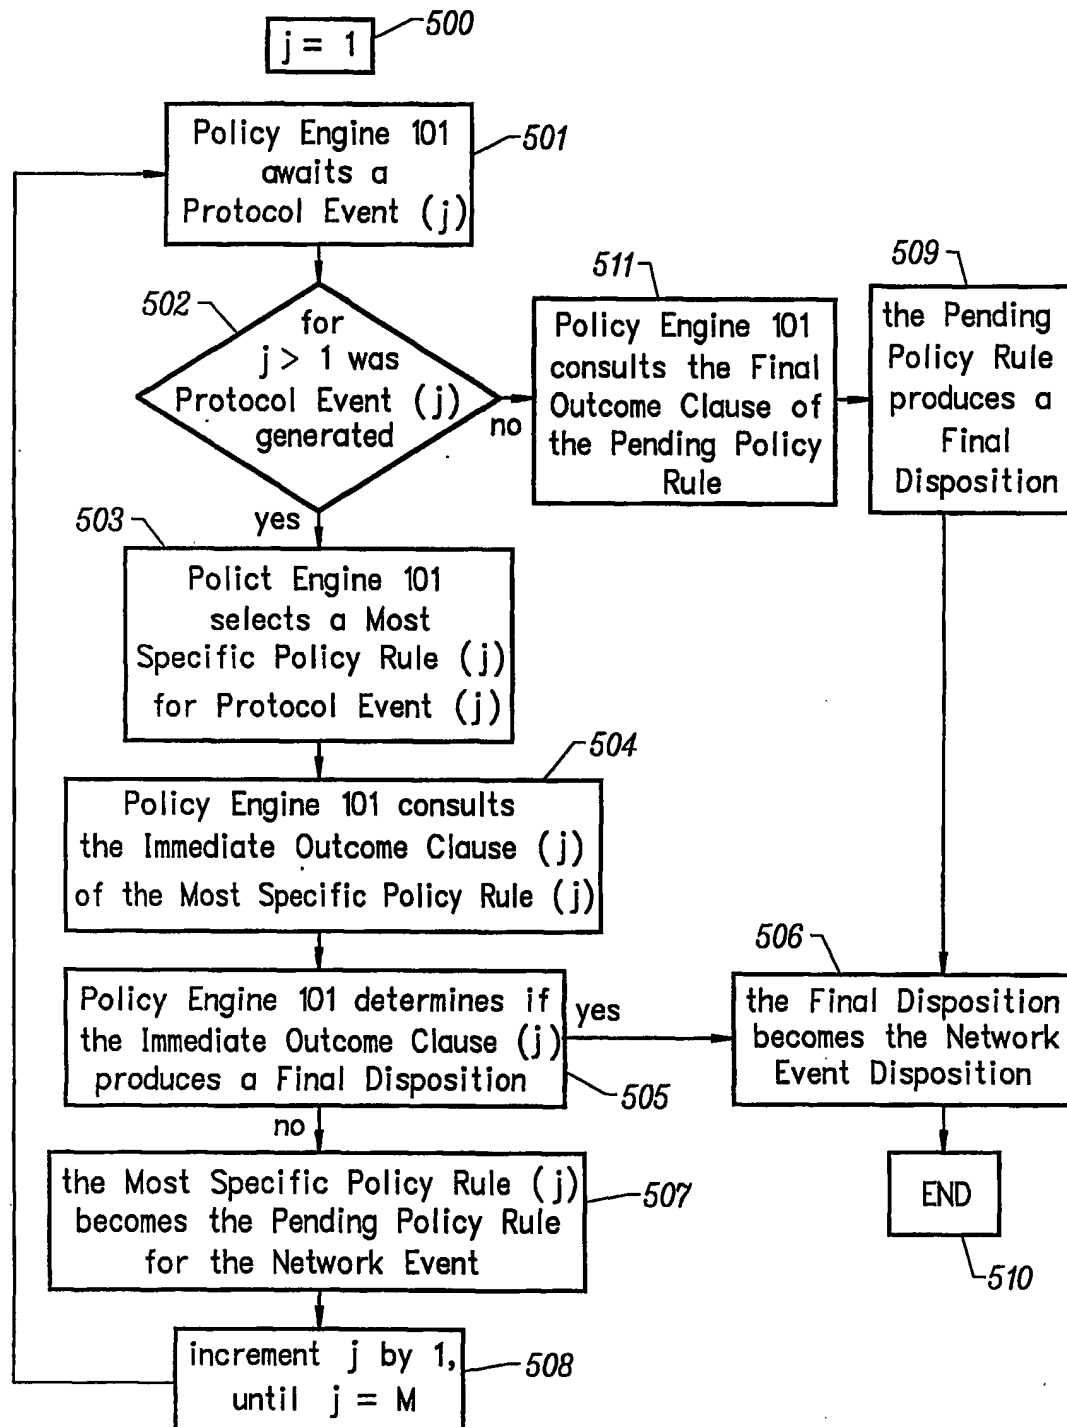 j = 1
500
Policy Engine 101
awaits a
Protocol Event (j)
501
502
for
j > 1 was
Protocol Event (j)
generated
no
yes
511
Policy Engine 101
consults the Final
Outcome Clause of
the Pending Policy
Rule
509
the Pending
Policy Rule
produces a
Final
Disposition
503
Polict Engine 101
selects a Most
Specific Policy Rule (j)
for Protocol Event (j)
504
Policy Engine 101 consults
the Immediate Outcome Clause (j)
of the Most Specific Policy Rule (j)
Policy Engine 101 determines if
the Immediate Outcome Clause (j)
produces a Final Disposition
505
yes
no
506
the Final Disposition
becomes the Network
Event Disposition
the Most Specific Policy Rule (j)
becomes the Pending Policy Rule
for the Network Event
507
END
510
increment j by 1,
until j = M
508